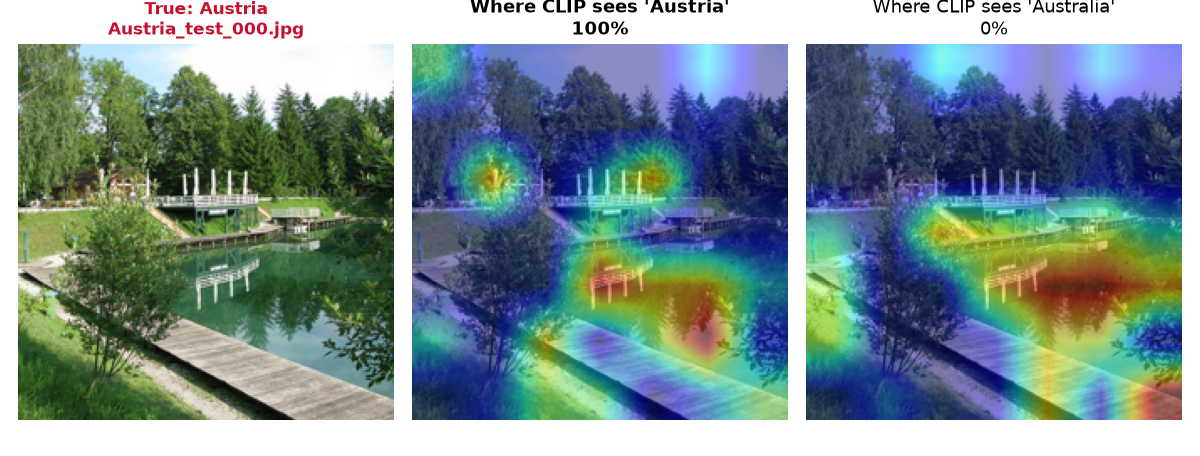 True: Austria
Austria_test_000.jpg
Where CLIP sees 'Austria'
100%
Where CLIP sees 'Australia'
0%